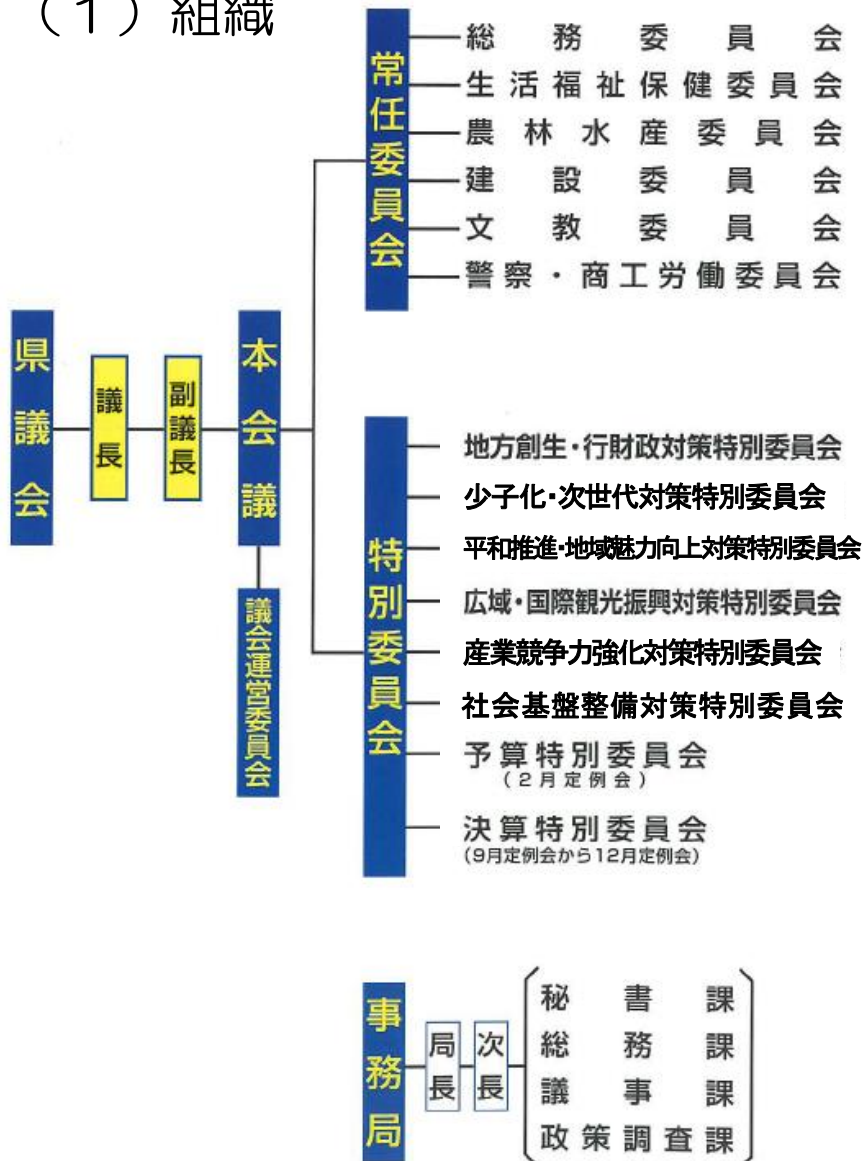 （１）組織
県議会
議長
副議長
本会議
議会運営委員会
常任委員会
総務委員会
生活福祉保健委員会
農林水産委員会
建設委員会
文教委員会
警察・商工労働委員会
特別委員会
地方創生・行財政対策特別委員会
少子化・次世代対策特別委員会
平和推進・地域魅力向上対策特別委員会
広域・国際観光振興対策特別委員会
産業競争力強化対策特別委員会
社会基盤整備対策特別委員会
予算特別委員会
（２月定例会）
決算特別委員会
(9月定例会から12月定例会)
事務局
局長
次長
秘書課
総務課
議事課
政策調査課